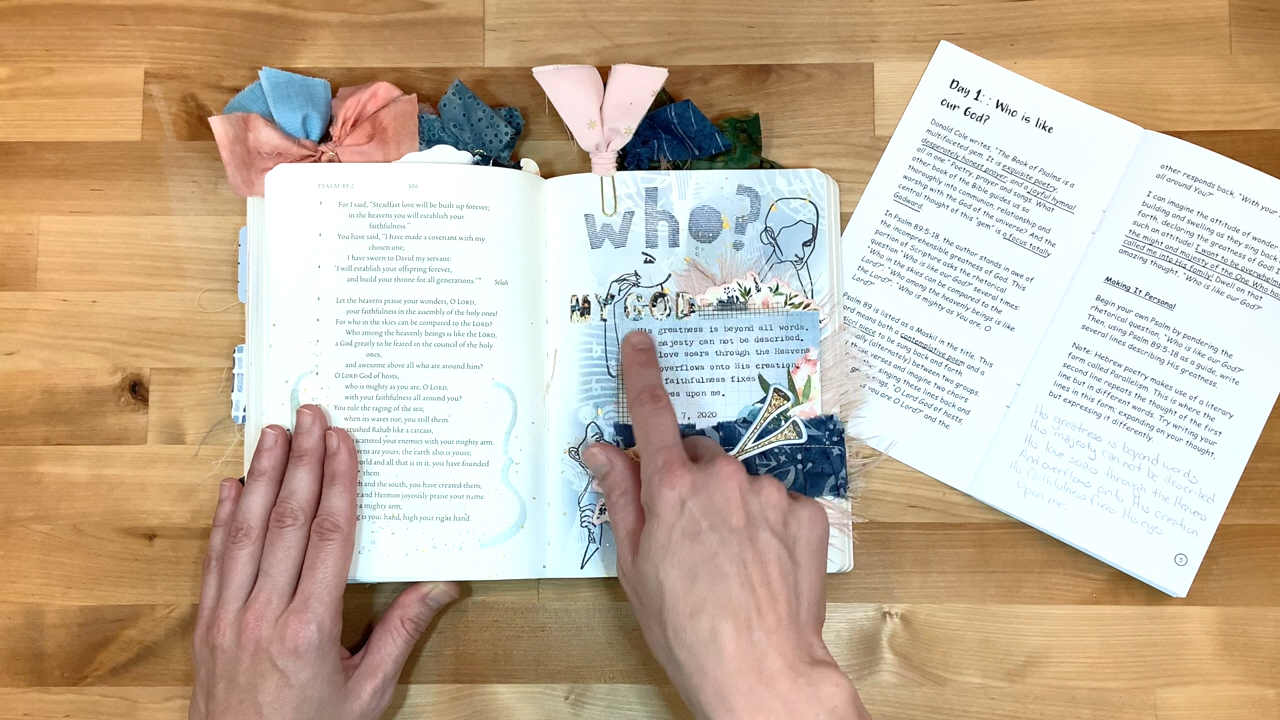 PSALM 89:2 306
For I said, "Steadfast love will be built up forever;
in the heavens you will establish your
faithfulness."
You have said, "I have made a covenant with my
chosen one;
I have sworn to David my servant:
'I will establish your offspring forever,
and build your throne for all generations.'" Selah
Let the heavens praise your wonders, O LORD,
your faithfulness in the assembly of the holy ones!
For who in the skies can be compared to the LORD?
Who among the heavenly beings is like the LORD,
a God greatly to be feared in the council of the holy
ones,
and awesome above all who are around him?
O LORD God of hosts,
who is mighty as you are, O LORD,
with your faithfulness all around you?
You rule the raging of the sea;
when its waves rise, you still them.
crushed Rahab like a carcass,
scattered your enemies with your mighty arm.
are yours; the earth also is yours;
world and all that is in it, you have founded
them.
and the south, you have created them;
and Hermon joyously praise your name.
a mighty arm;
is your hand, high your right hand.
who?
MY GOD
His greatness is beyond all words.
majesty can not be described.
love soars through the Heavens
overflows onto His creation
faithfulness fixes
upon me.
7, 2020
Day 1: : Who is like
our God?
Donald Cole writes, "The Book of Psalms is a
multifaceted gem. It is exquisite poetry,
desperately honest prayer and joyful hymnal
all in one." Poetry, prayer and songs. What
other book of the Bible guides us so
thoroughly into communion, relationship and
worship with the God of the universe? And the
central thought of this "gem" is a focus totally
Godward.
In Psalm 89:5-18, the author stands in awe of
the incomprehensible greatness of God. This
portion of Scripture asks the rhetorical
question "Who is like our God" several times:
"Who in the skies can be compared to the
Lord?", "Who among the heavenly beings is like
the Lord?", "Who is mighty as You are, O
Lord?"
Psalm 89 is listed as a Maskil in the title. This
word means both a contemplative poem and
(alternately) between two groups.
verse and imagine two groups
singing these lines back and
O Lord God of Hosts,
as you are O Lord?" And the
other responds back, "With your
all around You?"
I can imagine the attitude of wonder
building and swelling as they sing back
forth, declaring the greatness of God!
such an attitude! I want to be overwhelmed
the might and majesty of the One who has
called me into His family! Dwell on that
amazing thought. "Who is like our God?"
Making It Personal
Begin your own Psalm, pondering the
rhetorical question, "Who is like our God?"
Then, using Psalm 89:5-18 as a guide, write
several lines describing His greatness.
Note: Hebrew poetry makes use of a literary
form called Parallelism. This is where the first
and second lines repeat the same thought
line but in different words. Try writing your
but expressing it differently.
His greatness is beyond words
His majesty can not be described
His love soars through the Heavens
And overflows onto His creation
His faithfulness fixes His eyes
upon me
5